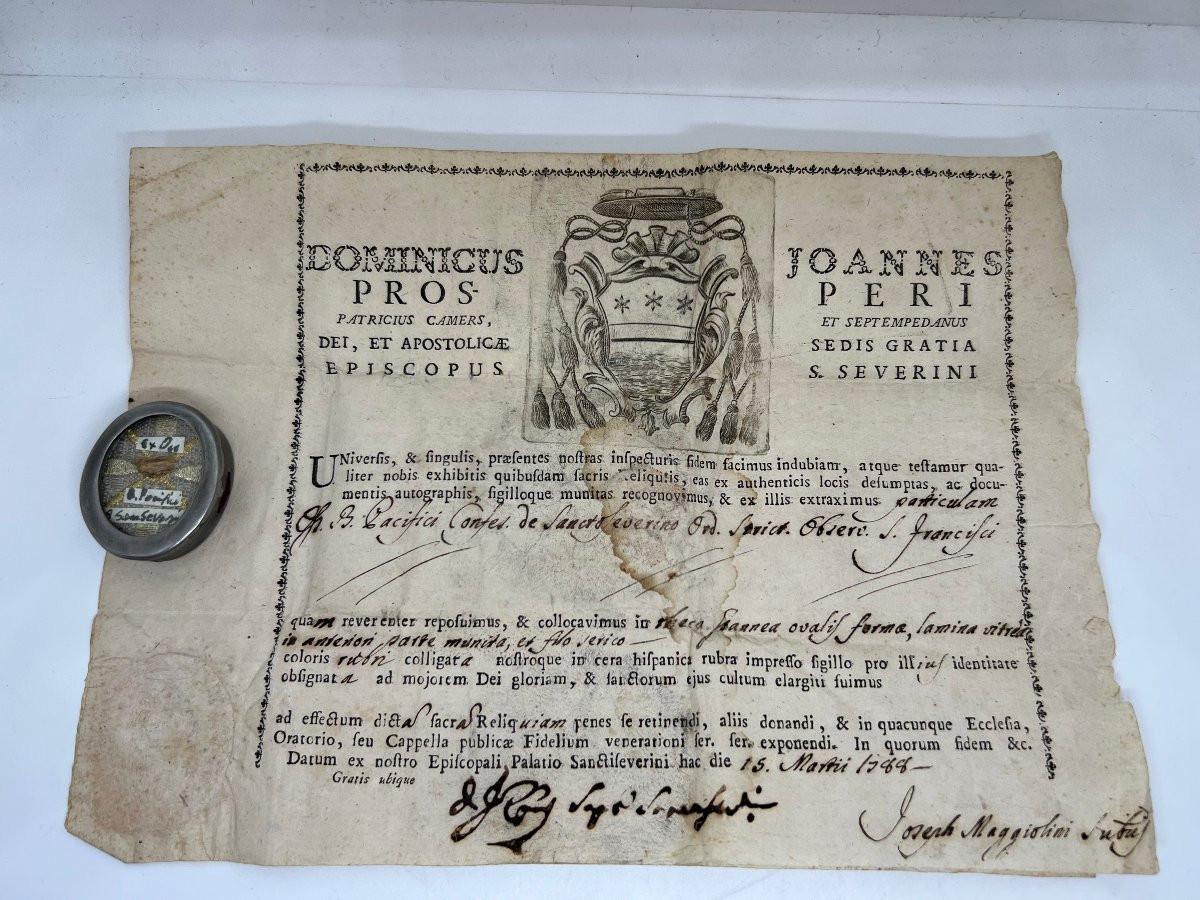 DOMINICUS JOANNES
PROS- PERI
PATRICIUS CAMERS, ET SEPTEMPEDANUS
DEI, ET APOSTOLICÆ SEDIS GRATIA
EPISCOPUS S. SEVERINI
UNiversis, & singulis, præsentes nostras inspecturis fidem facimus indubiam, atque testamur qua-
liter nobis exhibitis quibusdam sacris Reliquiis, eas ex authenticis locis desumptas, ac docu-
mentis autographis, sigilloque munitas recognovimus, & ex illis extraximus particulam
B. Pacifici Confes. de Sanctoseverino Ord. Strict. Observ. S. Francisci
quam reverenter reposuimus, & collocavimus in theca ovalis formæ, lamina vitrea
in anteriori parte munita, et filo serico
coloris rubri colligata nostroque in cera hispanica rubra impresso sigillo pro illius identitate
obsignata ad mojorem Dei gloriam, & sanctorum ejus cultum elargiti fuimus
ad effectum dictas sacras Reliquiam penes se retinendi, aliis donandi, & in quacunque Ecclesia,
Oratorio, seu Cappella publicæ Fidelium venerationi ser. ser. exponendi. In quorum fidem &c.
Datum ex nostro Episcopali Palatio Sanctiseverini hac die 15. Martii 1788
Gratis ubique
Joseph Maggiolini
ex Oss
B. Pacifici
a SanSeverino